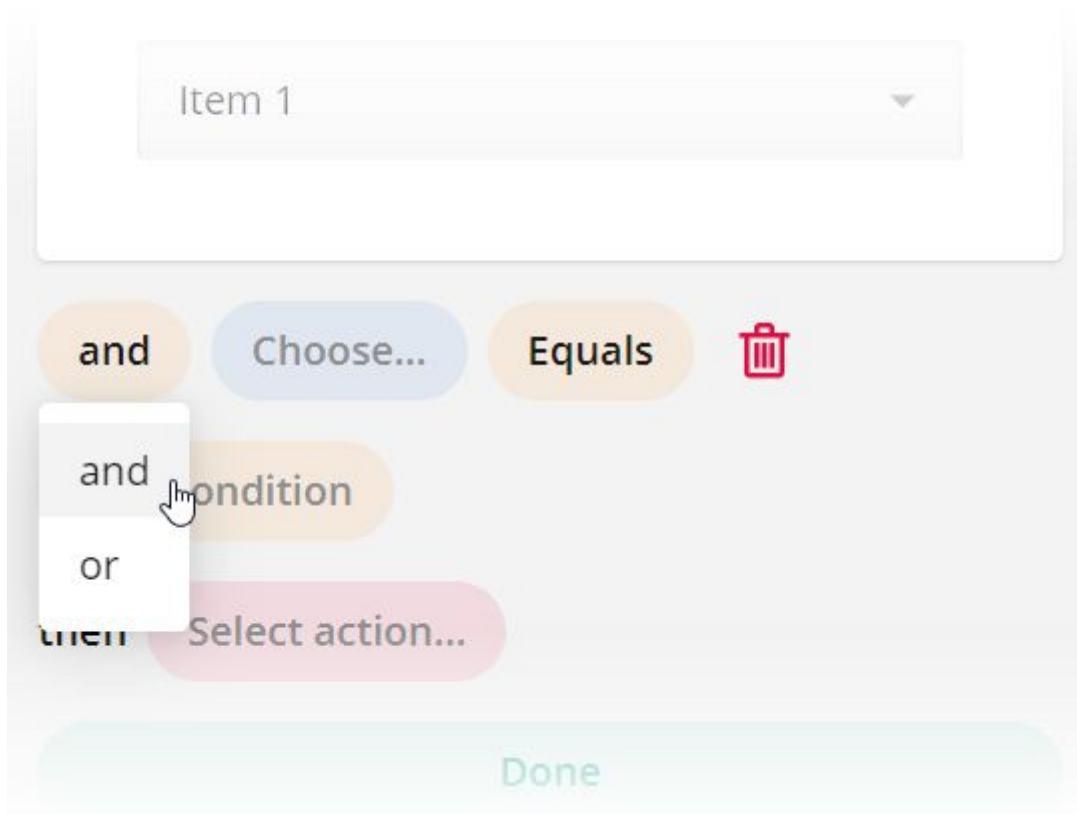 Item 1
and Choose... Equals
and
ondition
or
then Select action...
Done